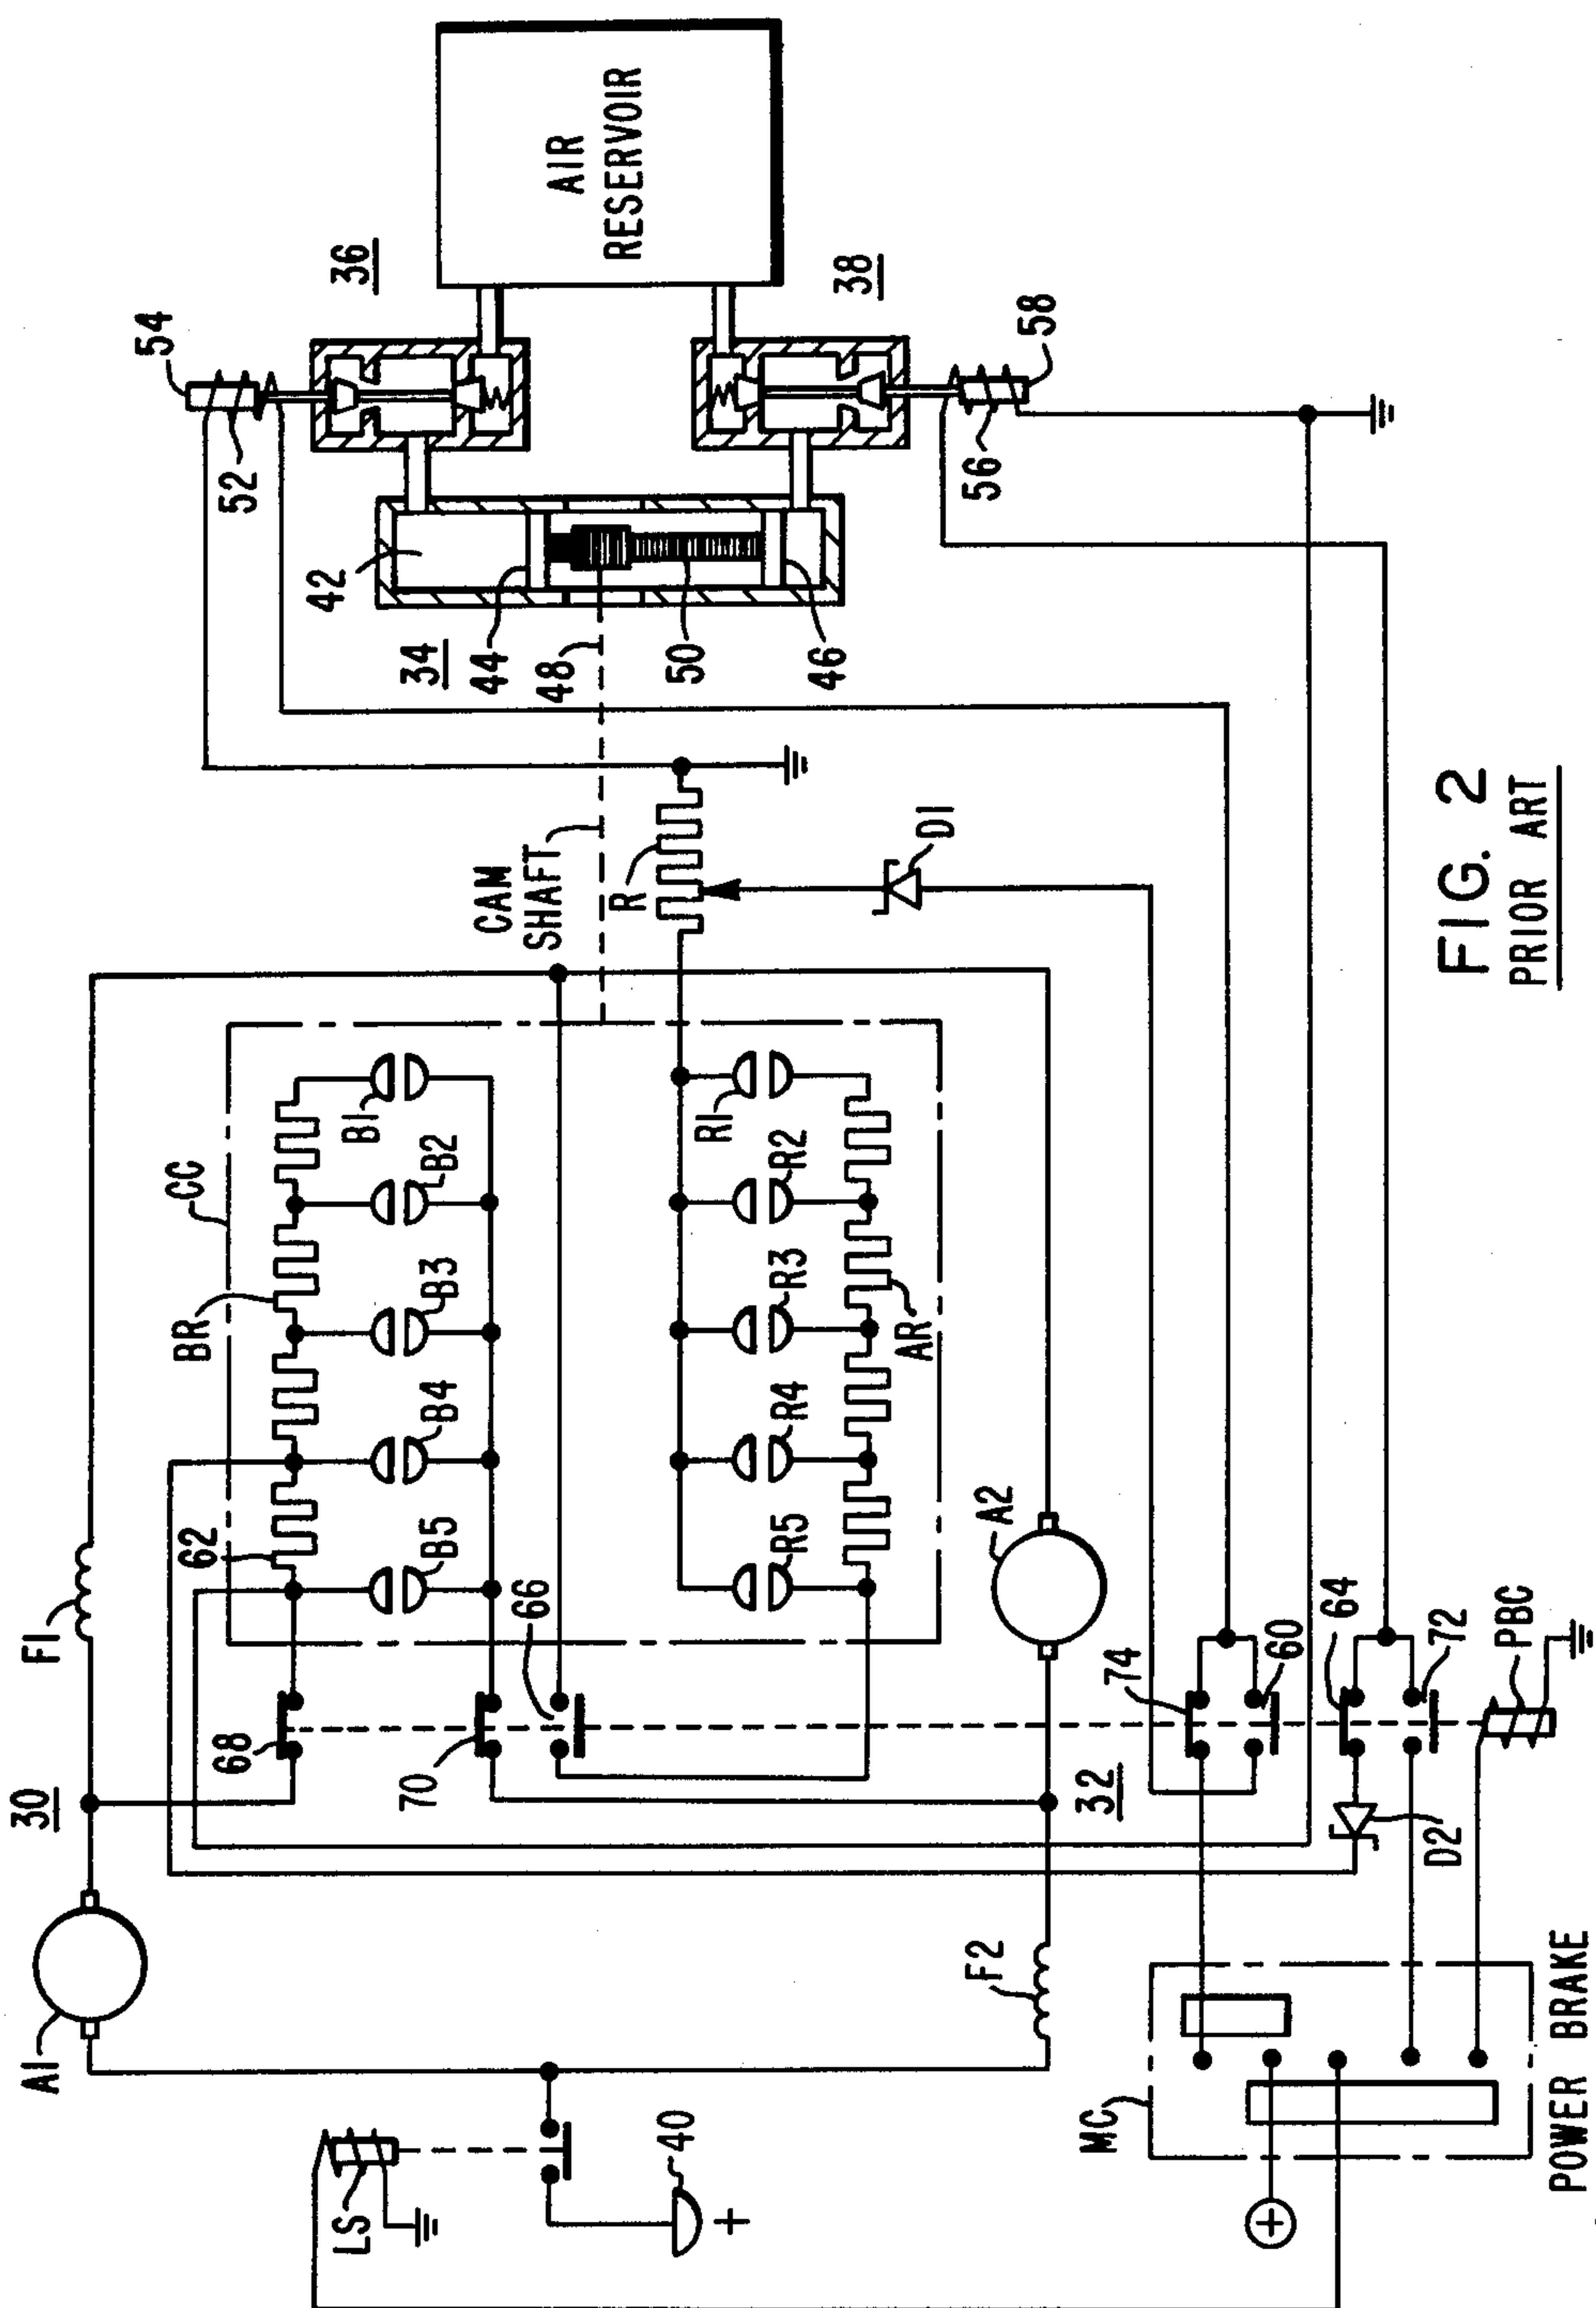 A1
30
F1
LS
68
62
BR
CC
54
B5
B4
B3
B2
B1
52
36
42
70
66
34
44
CAM
SHAFT
48
AIR
RESERVOIR
40
R
50
R5
R4
R3
R2
R1
46
38
AR
F2
A2
D1
56
58
MC
32
74
60
64
D2
72
PBC
POWER BRAKE
FIG. 2
PRIOR ART
+
+